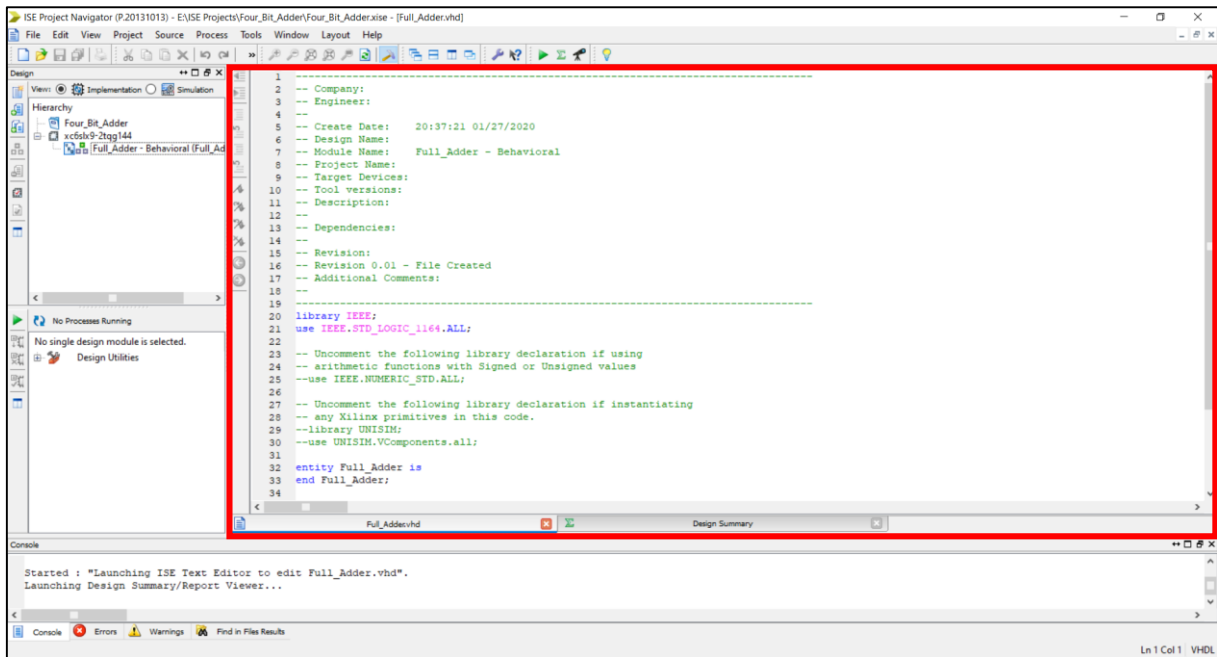 ISE Project Navigator (P.20131013) - E:\ISE Projects\Four_Bit_Adder\Four_Bit_Adder.xise - [Full_Adder.vhd]
File Edit View Project Source Process Tools Window Layout Help
Design
View: Implementation Simulation
Hierarchy
Four_Bit_Adder
xc6slx9-2tqg144
Full_Adder - Behavioral (Full_Ad
No Processes Running
No single design module is selected.
Design Utilities
1 --------------------------------------------------------------------------------
2 -- Company:
3 -- Engineer:
4 --
5 -- Create Date: 20:37:21 01/27/2020
6 -- Design Name:
7 -- Module Name: Full_Adder - Behavioral
8 -- Project Name:
9 -- Target Devices:
10 -- Tool versions:
11 -- Description:
12 --
13 -- Dependencies:
14 --
15 -- Revision:
16 -- Revision 0.01 - File Created
17 -- Additional Comments:
18 --
19 --------------------------------------------------------------------------------
20 library IEEE;
21 use IEEE.STD_LOGIC_1164.ALL;
22
23 -- Uncomment the following library declaration if using
24 -- arithmetic functions with Signed or Unsigned values
25 --use IEEE.NUMERIC_STD.ALL;
26
27 -- Uncomment the following library declaration if instantiating
28 -- any Xilinx primitives in this code.
29 --library UNISIM;
30 --use UNISIM.VComponents.all;
31
32 entity Full_Adder is
33 end Full_Adder;
34
Full_Adder.vhd
Design Summary
Console
Started : "Launching ISE Text Editor to edit Full_Adder.vhd".
Launching Design Summary/Report Viewer...
Console Errors Warnings Find in Files Results
Ln 1 Col 1 VHDL